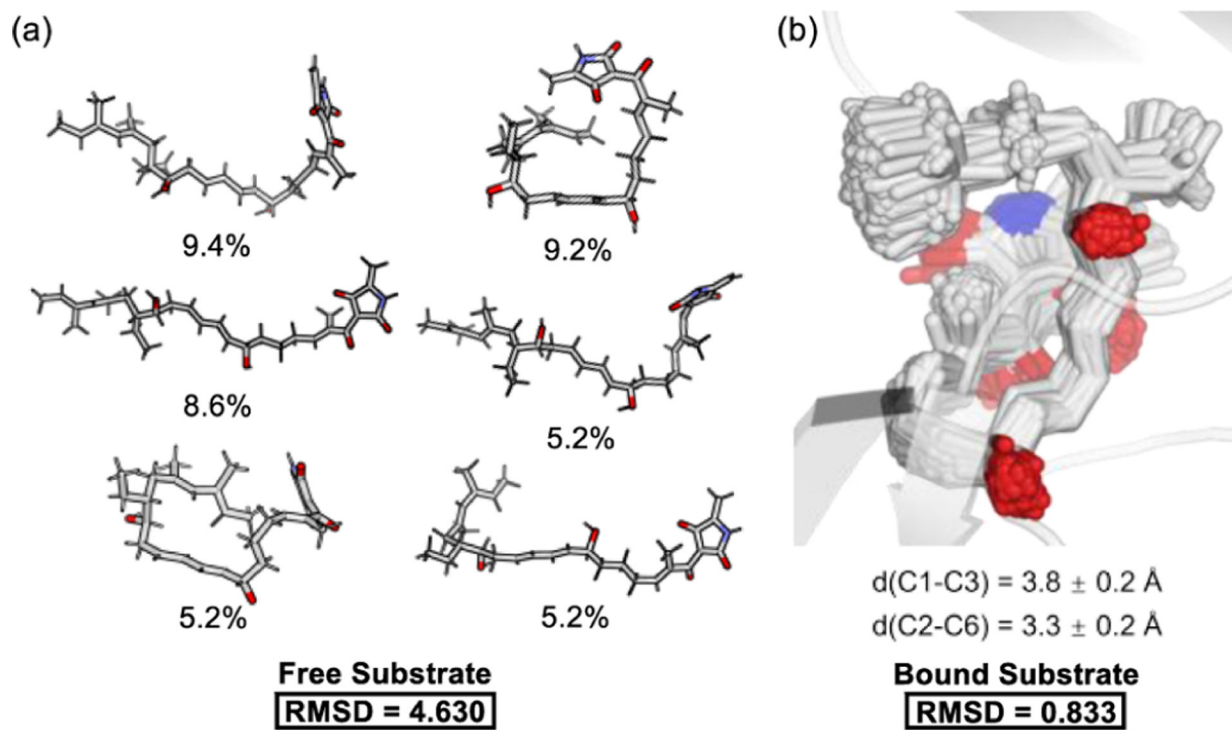 (a)
9.4%
9.2%
8.6%
5.2%
5.2%
5.2%
Free Substrate
RMSD = 4.630
(b)
d(C1-C3) = 3.8 ± 0.2 Å
d(C2-C6) = 3.3 ± 0.2 Å
Bound Substrate
RMSD = 0.833